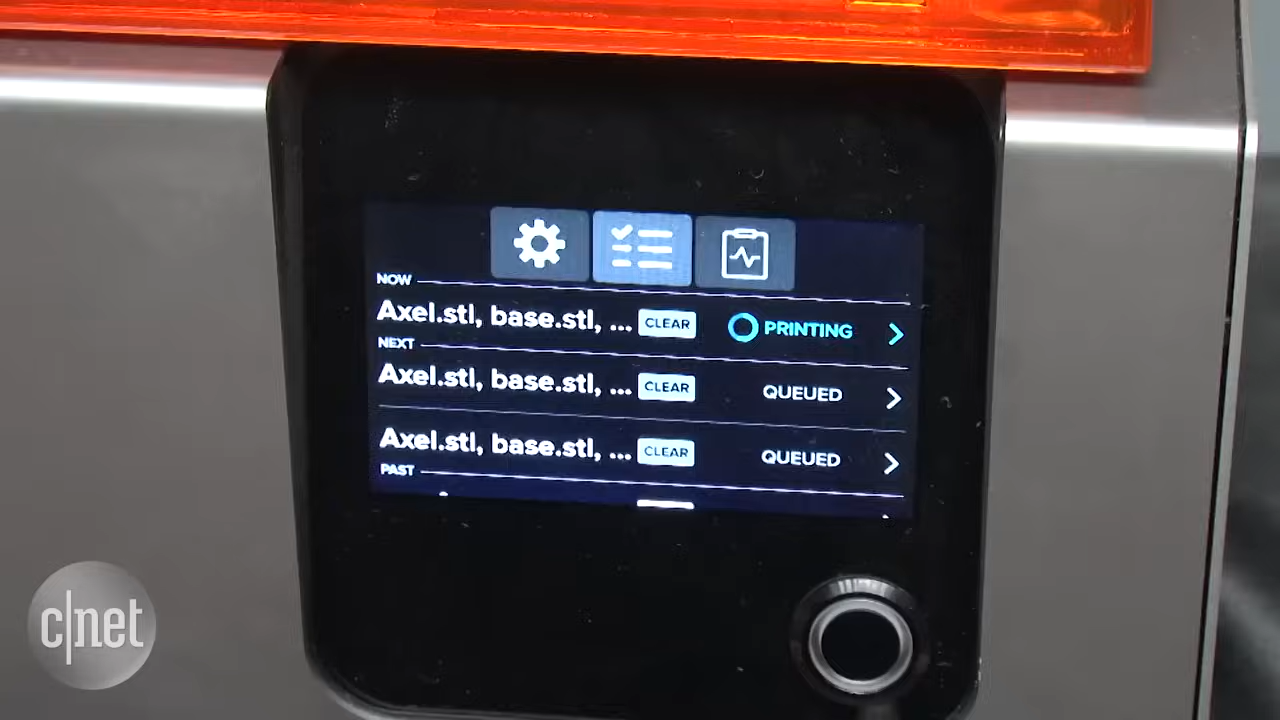 NOW
Axel.stl, base.stl, ... CLEAR PRINTING
NEXT
Axel.stl, base.stl, ... CLEAR QUEUED
Axel.stl, base.stl, ... CLEAR QUEUED
PAST
c|net